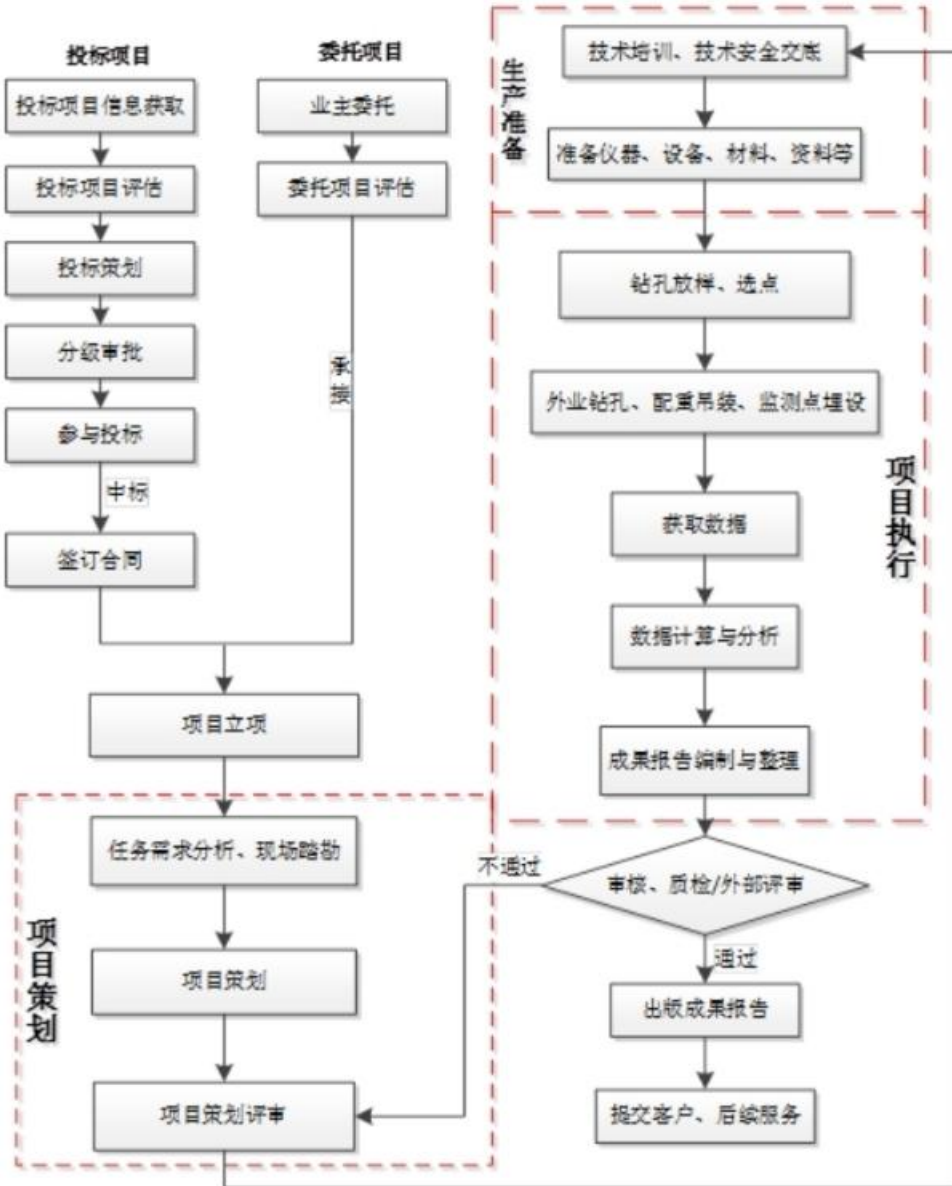 投标项目
投标项目信息获取
投标项目评估
投标策划
分级审批
参与投标
中标
签订合同
委托项目
业主委托
委托项目评估
承接
项目立项
项目策划
任务需求分析、现场踏勘
项目策划
项目策划评审
生产准备
技术培训、技术安全交底
准备仪器、设备、材料、资料等
项目执行
钻孔放样、选点
外业钻孔、配重吊装、监测点埋设
获取数据
数据计算与分析
成果报告编制与整理
审核、质检/外部评审
不通过
通过
出版成果报告
提交客户、后续服务